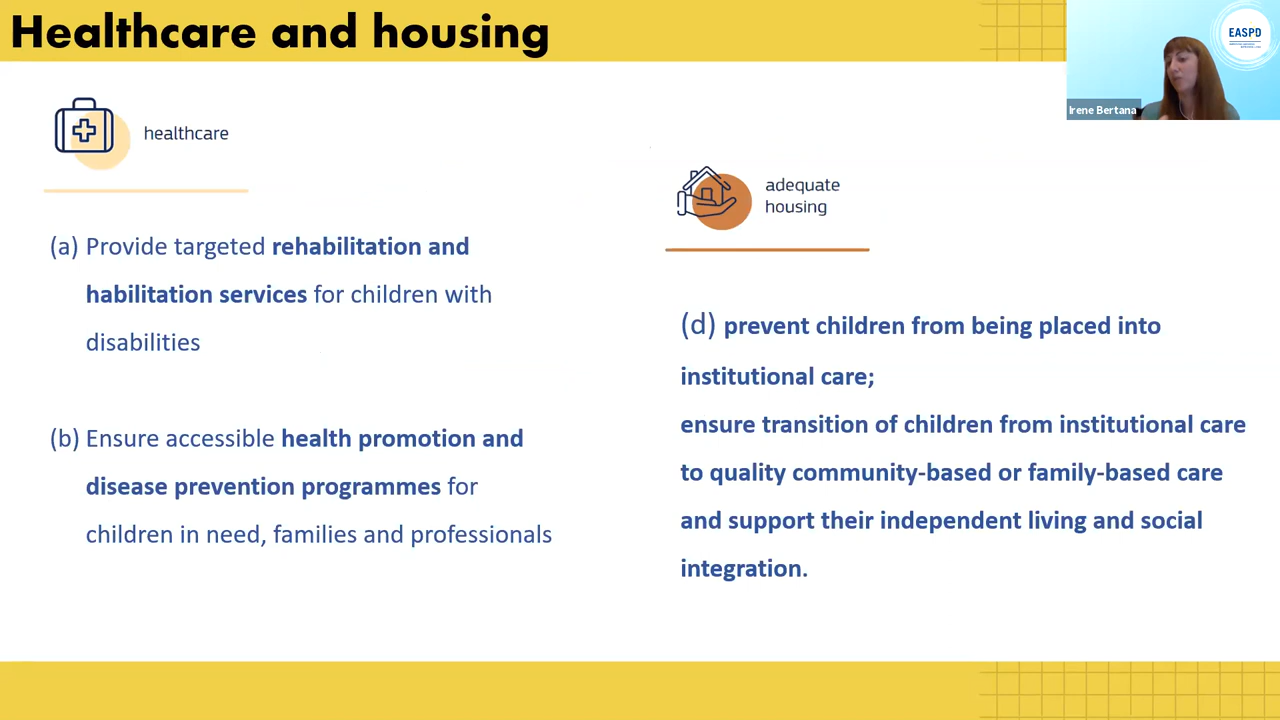 Healthcare and housing
EASPD
Irene Bertana
healthcare
(a) Provide targeted rehabilitation and
habilitation services for children with
disabilities
(b) Ensure accessible health promotion and
disease prevention programmes for
children in need, families and professionals
adequate
housing
(d) prevent children from being placed into
institutional care;
ensure transition of children from institutional care
to quality community-based or family-based care
and support their independent living and social
integration.